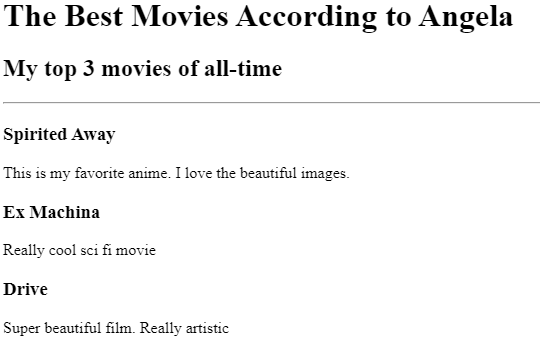 The Best Movies According to Angela
My top 3 movies of all-time
Spirited Away
This is my favorite anime. I love the beautiful images.
Ex Machina
Really cool sci fi movie
Drive
Super beautiful film. Really artistic